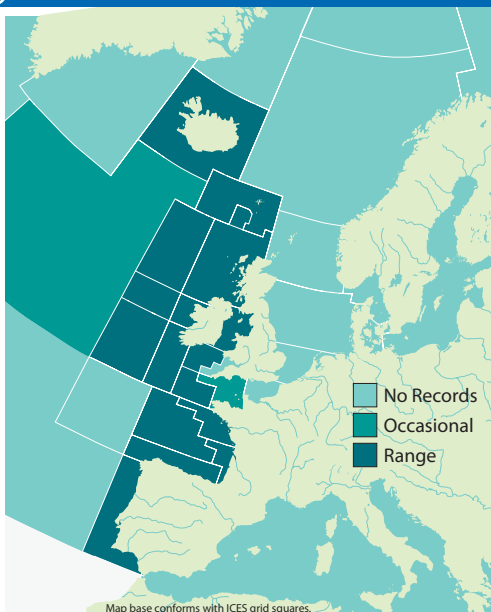 No Records
Occasional
Range
Map base conforms with ICES grid squares.